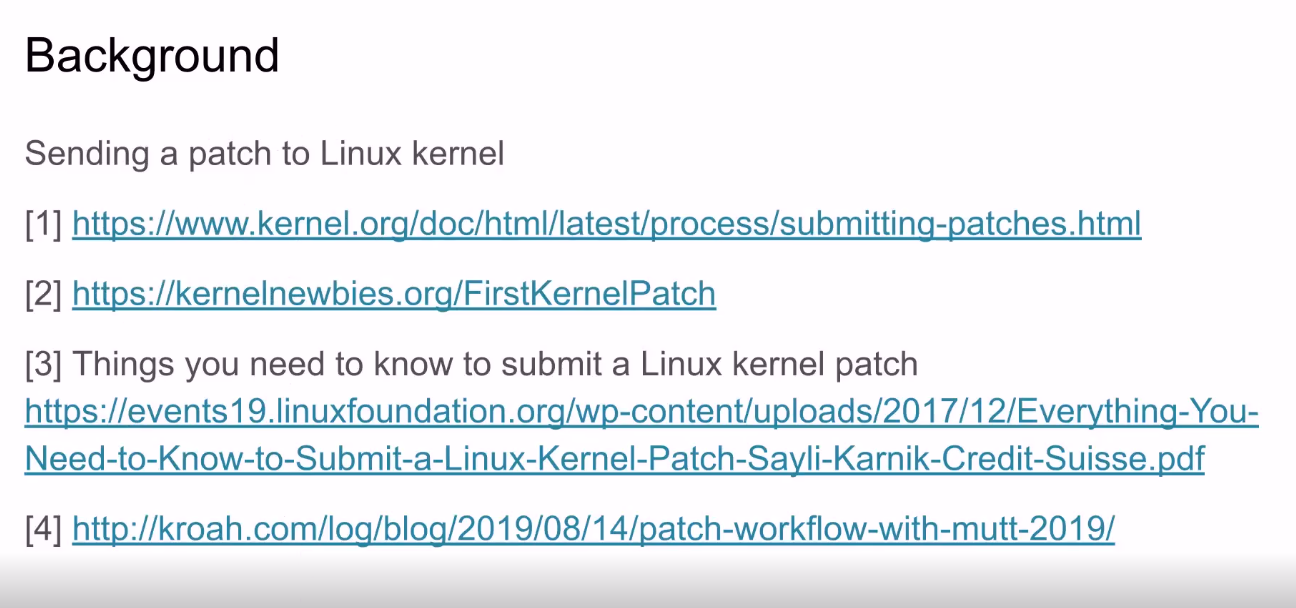 Background
Sending a patch to Linux kernel
[1] https://www.kernel.org/doc/html/latest/process/submitting-patches.html
[2] https://kernelnewbies.org/FirstKernelPatch
[3] Things you need to know to submit a Linux kernel patch
https://events19.linuxfoundation.org/wp-content/uploads/2017/12/Everything-You-
Need-to-Know-to-Submit-a-Linux-Kernel-Patch-Sayli-Karnik-Credit-Suisse.pdf
[4] http://kroah.com/log/blog/2019/08/14/patch-workflow-with-mutt-2019/